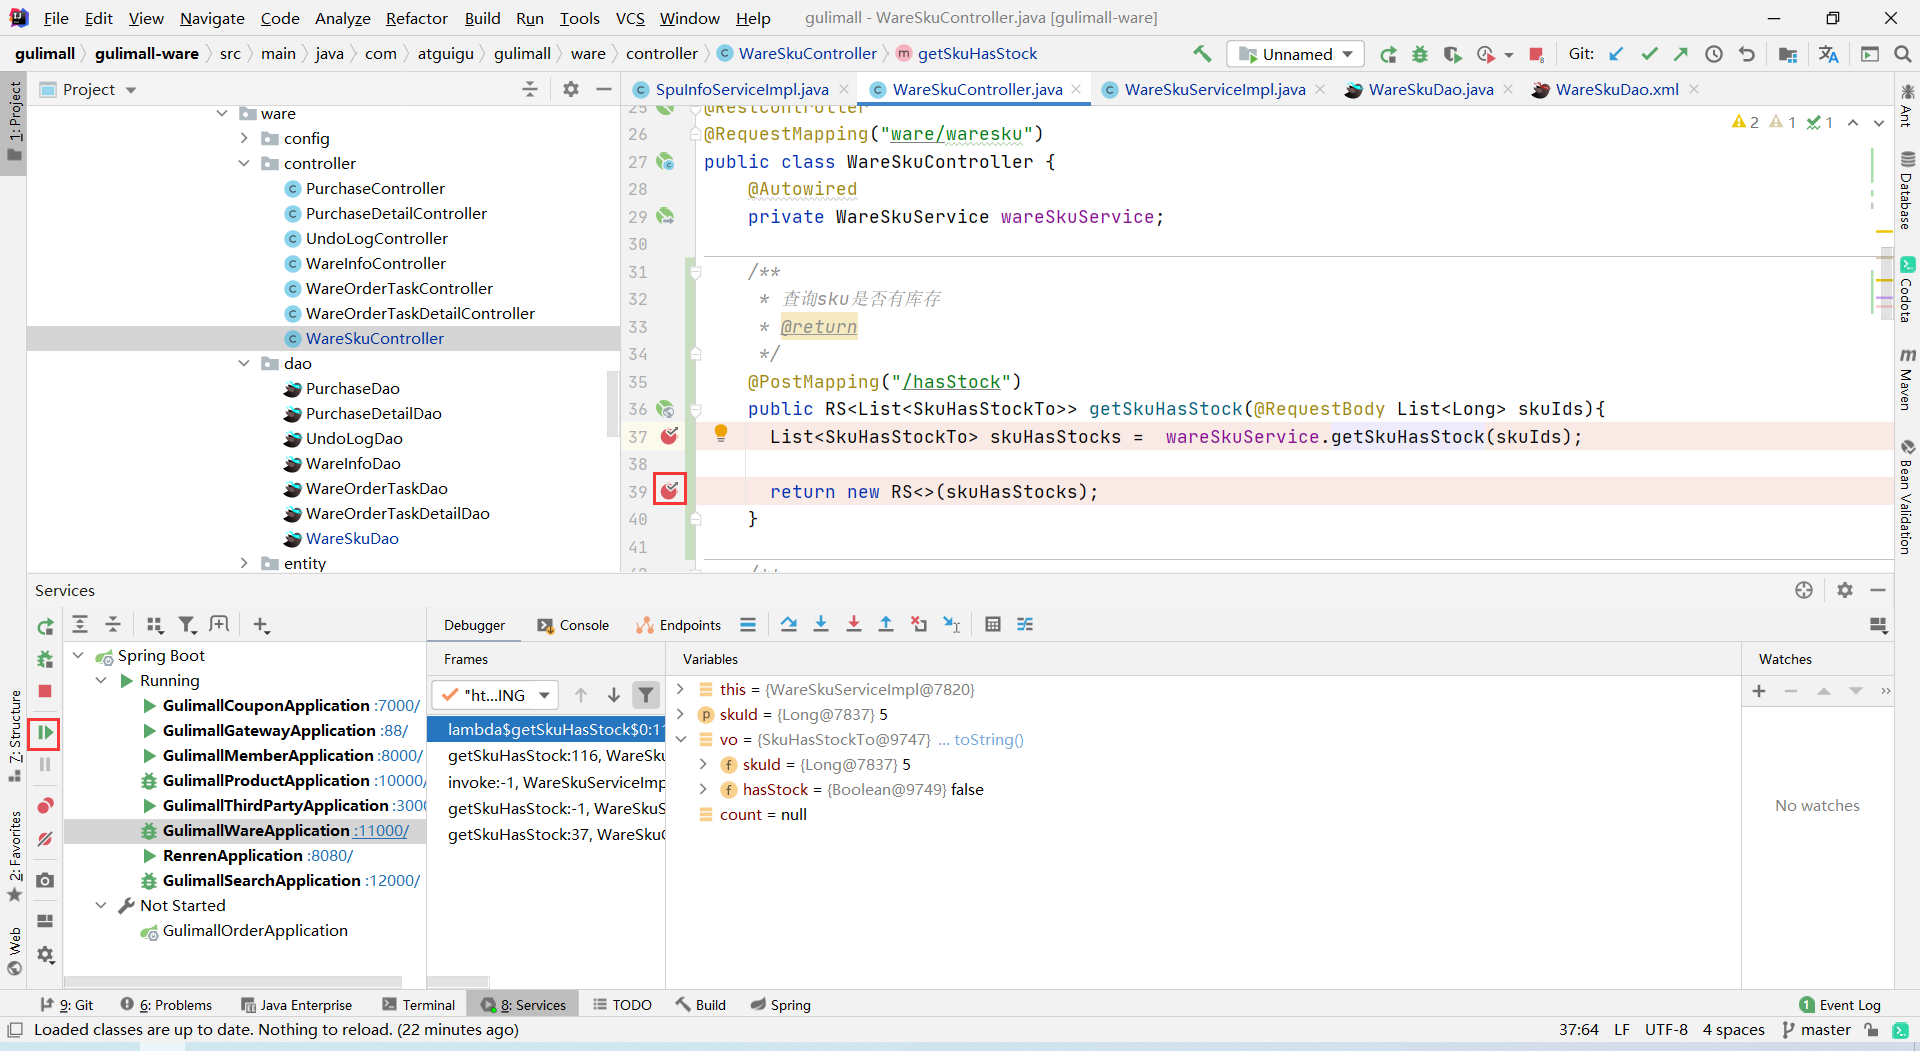 File Edit View Navigate Code Analyze Refactor Build Run Tools VCS Window Help gulimall - WareSkuController.java [gulimall-ware]
gulimall gulimall-ware src main java com atguigu gulimall ware controller WareSkuController getSkuHasStock Unnamed Git:
1: Project
7: Structure
2: Favorites
Web
Project
ware
config
controller
PurchaseController
PurchaseDetailController
UndoLogController
WareInfoController
WareOrderTaskController
WareOrderTaskDetailController
WareSkuController
dao
PurchaseDao
PurchaseDetailDao
UndoLogDao
WareInfoDao
WareOrderTaskDao
WareOrderTaskDetailDao
WareSkuDao
entity
SpuInfoServiceImpl.java WareSkuController.java WareSkuServiceImpl.java WareSkuDao.java WareSkuDao.xml
2 1 1
25 @RestController
26 @RequestMapping("ware/waresku")
27 public class WareSkuController {
28 @Autowired
29 private WareSkuService wareSkuService;
30
31 /**
32 * 查询sku是否有库存
33 * @return
34 */
35 @PostMapping("/hasStock")
36 public RS<List<SkuHasStockTo>> getSkuHasStock(@RequestBody List<Long> skuIds){
37 List<SkuHasStockTo> skuHasStocks = wareSkuService.getSkuHasStock(skuIds);
38
39 return new RS<>(skuHasStocks);
40 }
41
42 /**
Ant
Database
Codota
Maven
Bean Validation
Services
Spring Boot
Running
GulimallCouponApplication :7000/
GulimallGatewayApplication :88/
GulimallMemberApplication :8000/
GulimallProductApplication :10000/
GulimallThirdPartyApplication :3000
GulimallWareApplication :11000/
RenrenApplication :8080/
GulimallSearchApplication :12000/
Not Started
GulimallOrderApplication
Debugger Console Endpoints
Frames
"ht...ING
lambda$getSkuHasStock$0:11
getSkuHasStock:116, WareSku
invoke:-1, WareSkuServiceImp
getSkuHasStock:-1, WareSkuS
getSkuHasStock:37, WareSkuC
Variables
this = {WareSkuServiceImpl@7820}
skuId = {Long@7837} 5
vo = {SkuHasStockTo@9747} ... toString()
skuId = {Long@7837} 5
hasStock = {Boolean@9749} false
count = null
Watches
No watches
9: Git 6: Problems Java Enterprise Terminal 8: Services TODO Build Spring 1 Event Log
Loaded classes are up to date. Nothing to reload. (22 minutes ago) 37:64 LF UTF-8 4 spaces master